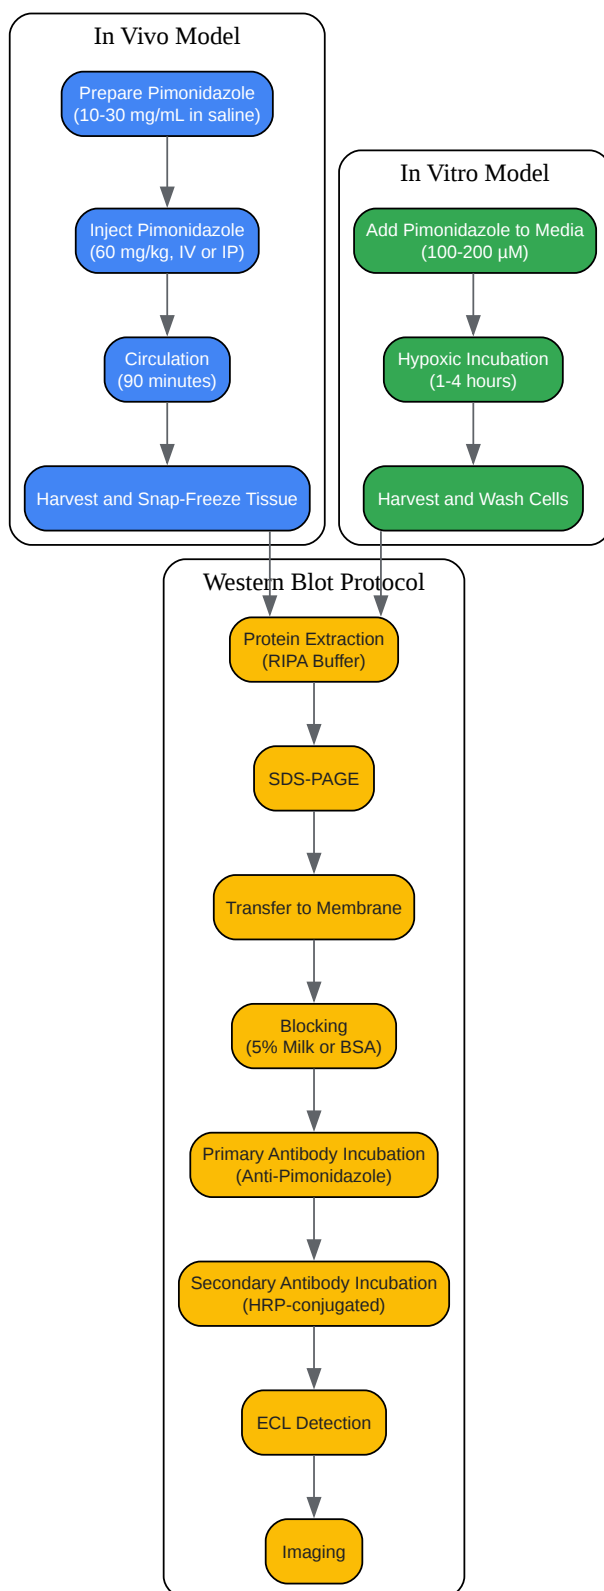 In Vivo Model
Prepare Pimonidazole
(10-30 mg/mL in saline)
Inject Pimonidazole
(60 mg/kg, IV or IP)
Circulation
(90 minutes)
Harvest and Snap-Freeze Tissue
In Vitro Model
Add Pimonidazole to Media
(100-200 µM)
Hypoxic Incubation
(1-4 hours)
Harvest and Wash Cells
Western Blot Protocol
Protein Extraction
(RIPA Buffer)
SDS-PAGE
Transfer to Membrane
Blocking
(5% Milk or BSA)
Primary Antibody Incubation
(Anti-Pimonidazole)
Secondary Antibody Incubation
(HRP-conjugated)
ECL Detection
Imaging